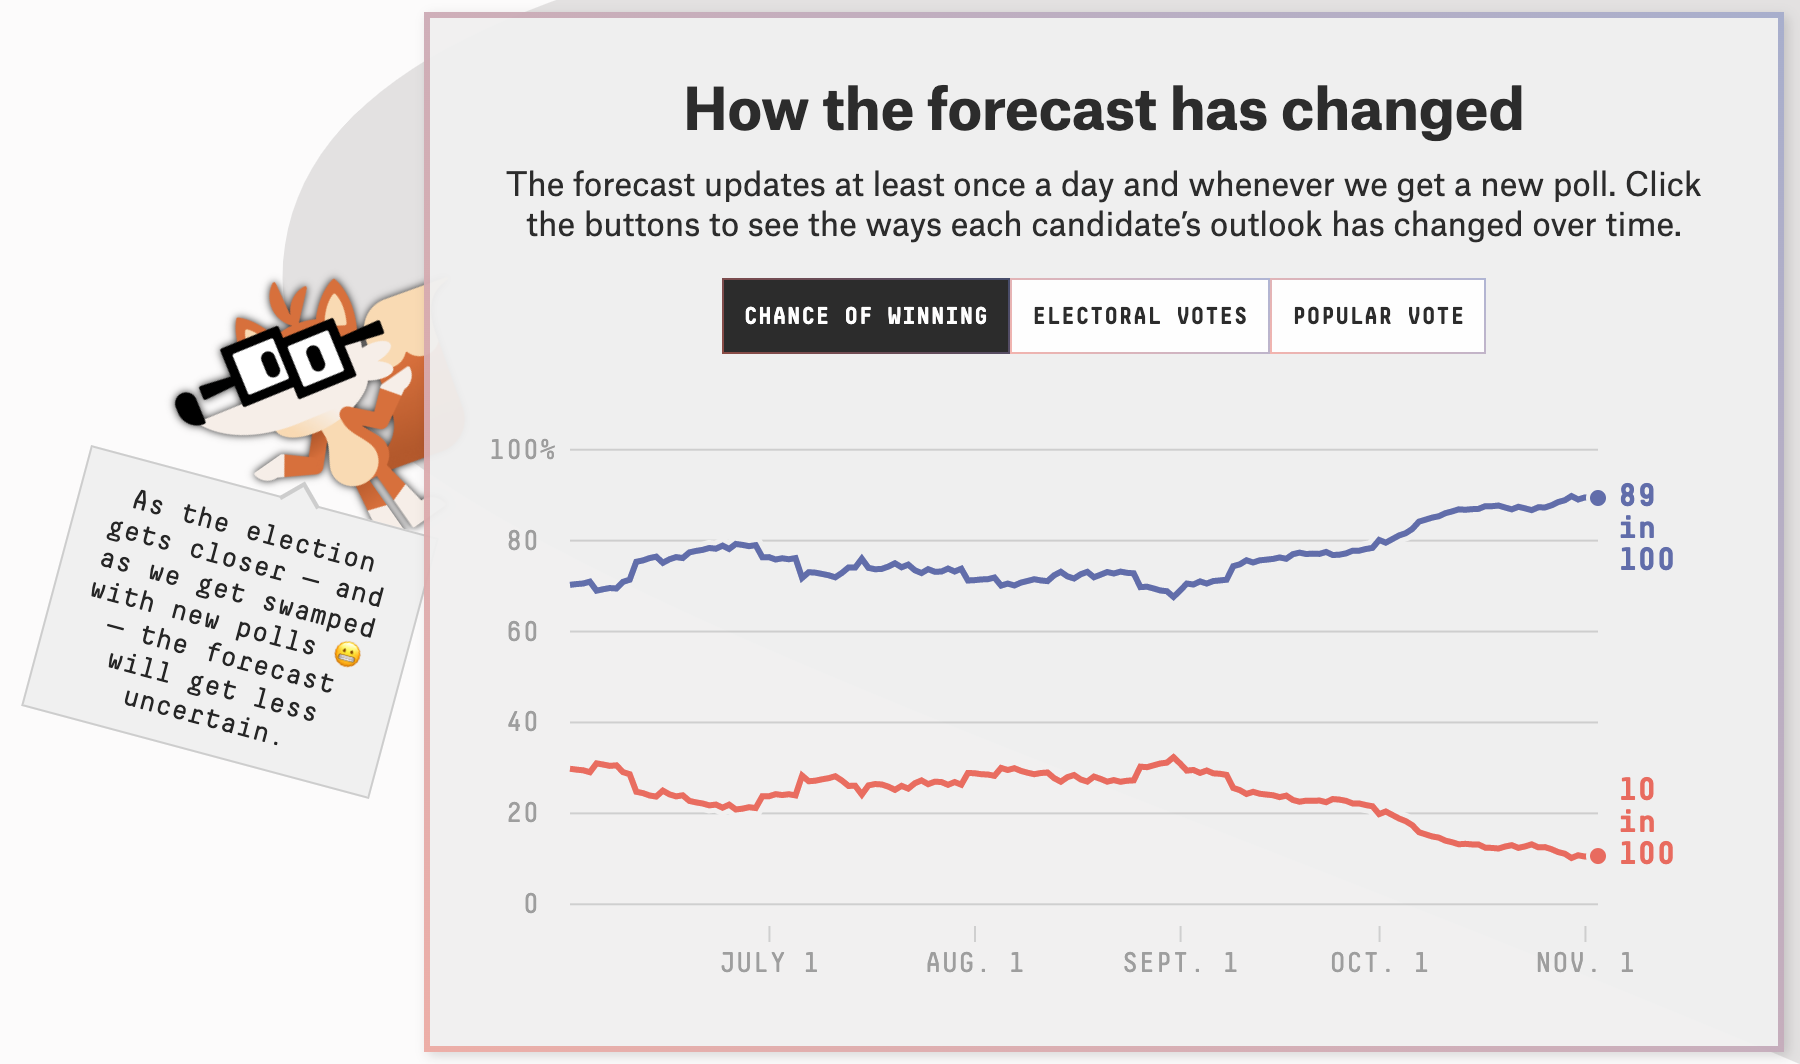 How the forecast has changed
The forecast updates at least once a day and whenever we get a new poll. Click
the buttons to see the ways each candidate’s outlook has changed over time.
CHANCE OF WINNING
ELECTORAL VOTES
POPULAR VOTE
As the election
gets closer — and
as we get swamped
with new polls 😬
— the forecast
will get less
uncertain.
100%
80
60
40
20
0
89
in
100
10
in
100
JULY 1
AUG. 1
SEPT. 1
OCT. 1
NOV. 1